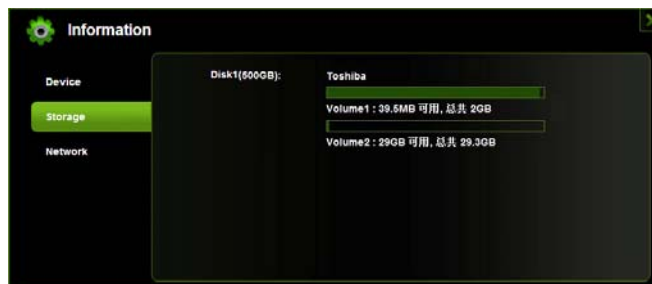 Information
Device
Disk1(500GB): Toshiba
Storage
Volume1 : 39.5MB 可用, 总共 2GB
Network
Volume2 : 29GB 可用, 总共 29.3GB